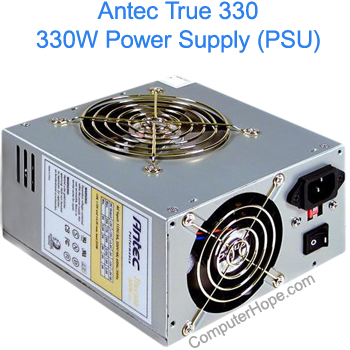 Antec True 330
330W Power Supply (PSU)
Antec
ComputerHope.com